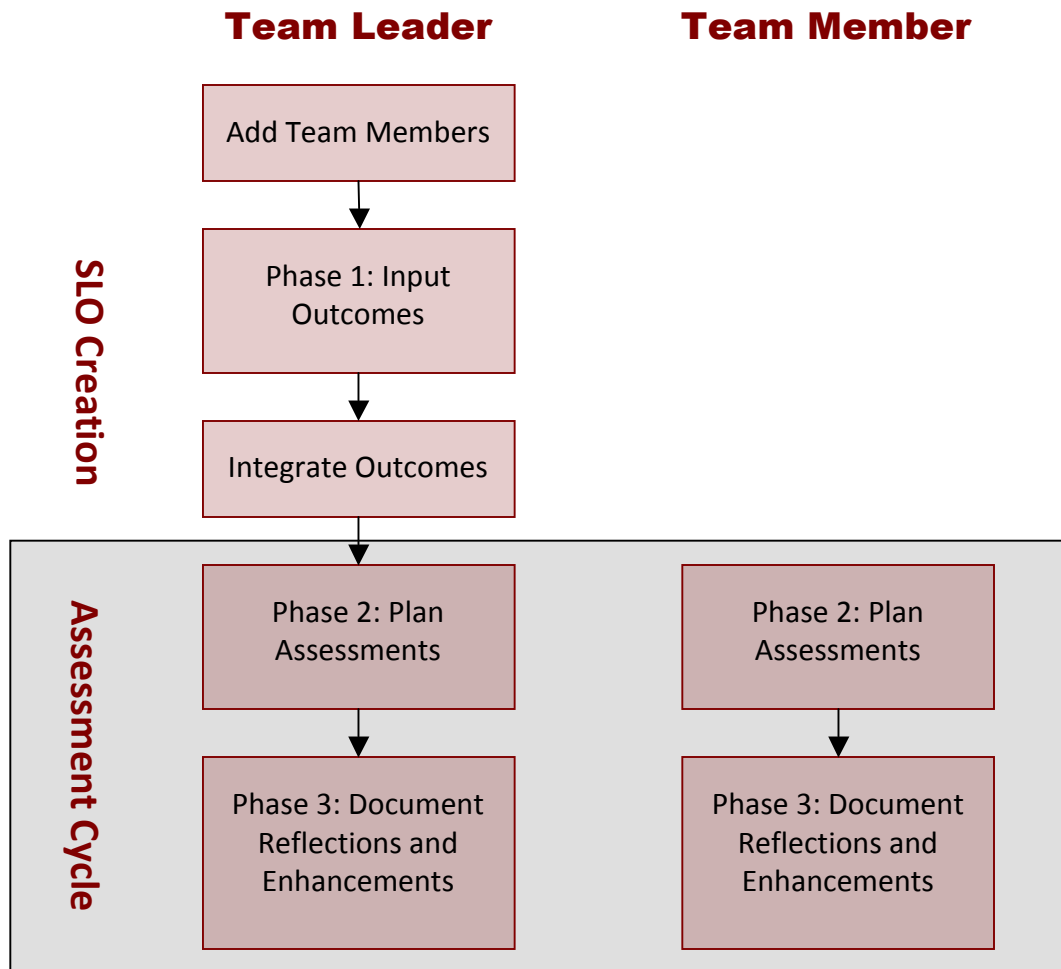 Team Leader
Team Member
SLO Creation
Add Team Members
Phase 1: Input
Outcomes
Integrate Outcomes
Assessment Cycle
Phase 2: Plan
Assessments
Phase 2: Plan
Assessments
Phase 3: Document
Reflections and
Enhancements
Phase 3: Document
Reflections and
Enhancements